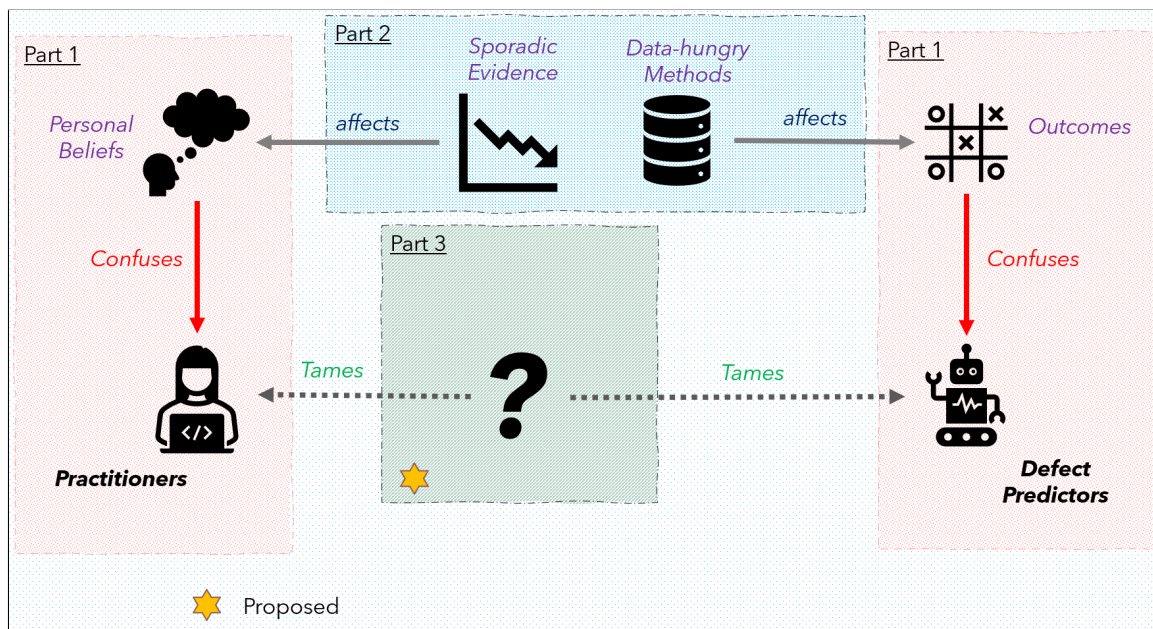 Part 1
Personal
Beliefs
Confuses
</>
Practitioners
Part 2
Sporadic
Evidence
Data-hungry
Methods
affects
affects
Part 3
?
Tames
Tames
Part 1
Outcomes
Confuses
Defect
Predictors
Proposed